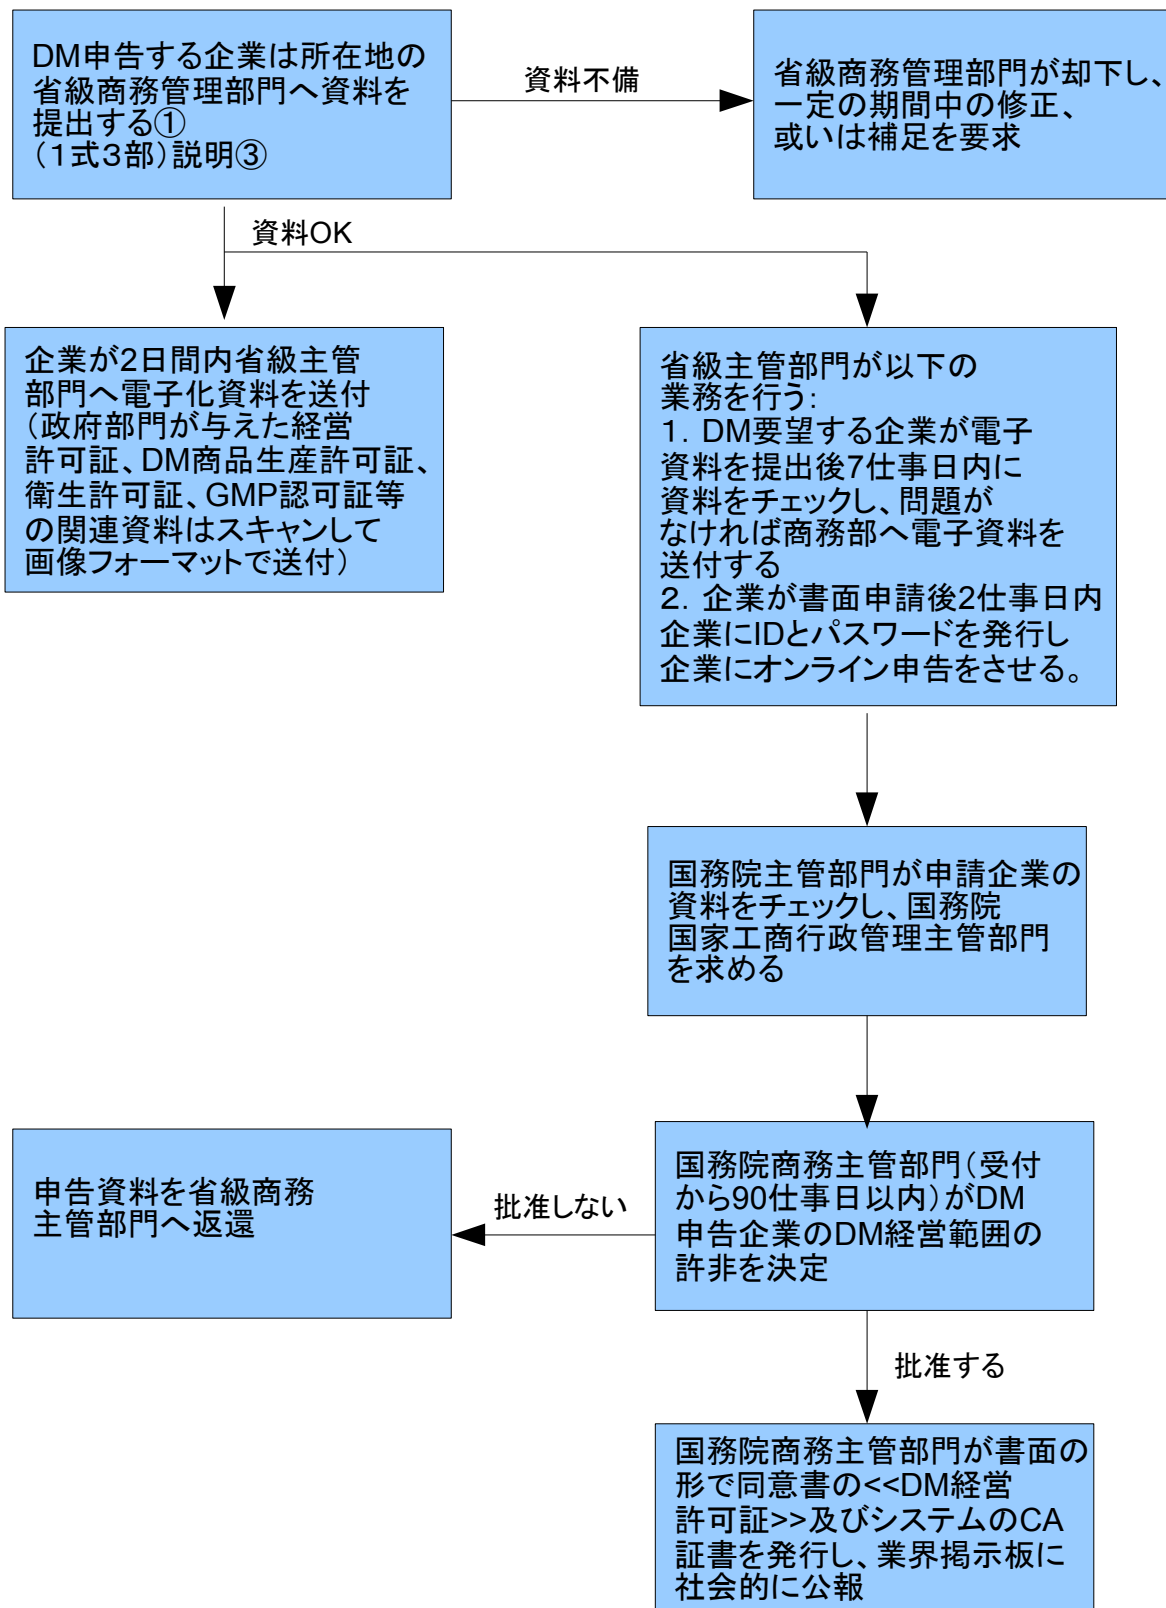 DM申告する企業は所在地の
省級商務管理部門へ資料を
提出する①
（1式3部）説明③
資料不備
省級商務管理部門が却下し、
一定の期間中の修正、
或いは補足を要求
資料OK
企業が2日間内省級主管
部門へ電子化資料を送付
（政府部門が与えた経営
許可証、DM商品生産許可証、
衛生許可証、GMP認可証等
の関連資料はスキャンして
画像フォーマットで送付）
省級主管部門が以下の
業務を行う：
1．DM要望する企業が電子
資料を提出後7仕事日内に
資料をチェックし、問題が
なければ商務部へ電子資料を
送付する
2．企業が書面申請後2仕事日内
企業にIDとパスワードを発行し
企業にオンライン申告をさせる。
国務院主管部門が申請企業の
資料をチェックし、国務院
国家工商行政管理主管部門
を求める
国務院商務主管部門（受付
から90仕事日以内）がDM
申告企業のDM経営範囲の
許非を決定
批准しない
申告資料を省級商務
主管部門へ返還
批准する
国務院商務主管部門が書面の
形で同意書の<<DM経営
許可証>>及びシステムのCA
証書を発行し、業界掲示板に
社会的に公報